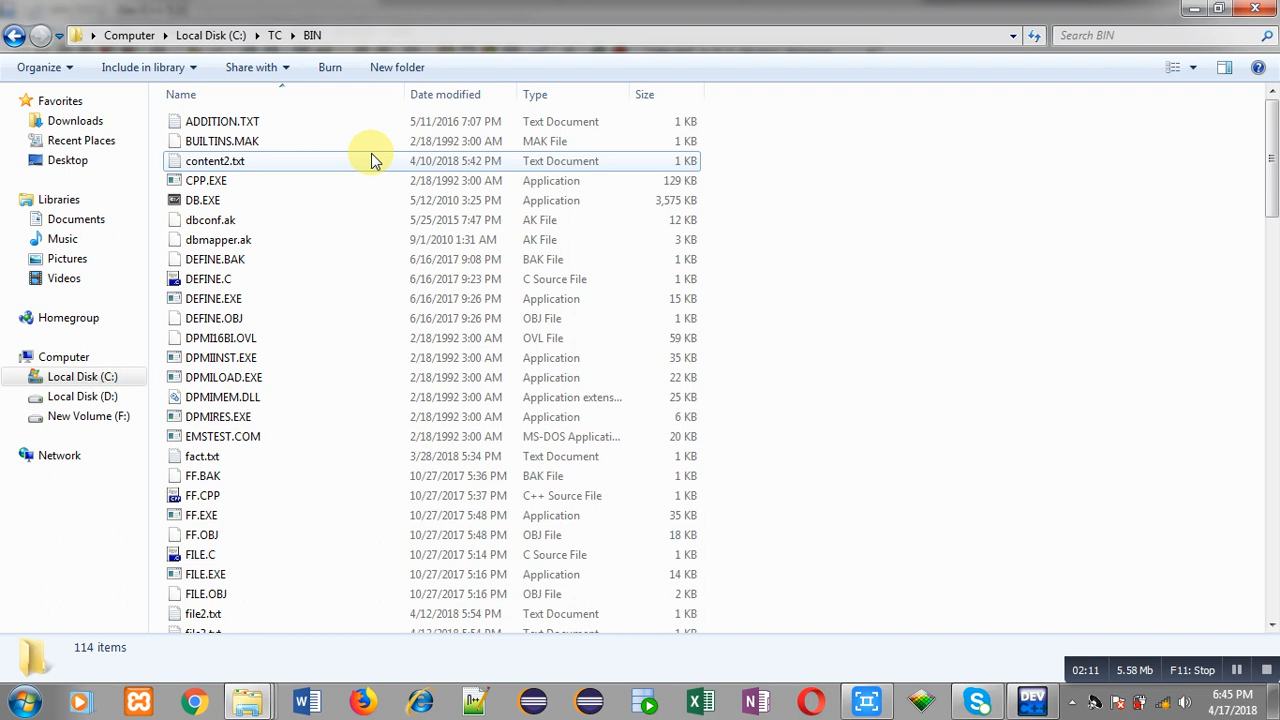 Computer Local Disk (C:) TC BIN Search BIN
Organize Include in library Share with Burn New folder
Favorites
Downloads
Recent Places
Desktop
Libraries
Documents
Music
Pictures
Videos
Homegroup
Computer
Local Disk (C:)
Local Disk (D:)
New Volume (F:)
Network
Name Date modified Type Size
ADDITION.TXT 5/11/2016 7:07 PM Text Document 1 KB
BUILTINS.MAK 2/18/1992 3:00 AM MAK File 1 KB
content2.txt 4/10/2018 5:42 PM Text Document 1 KB
CPP.EXE 2/18/1992 3:00 AM Application 129 KB
DB.EXE 5/12/2010 3:25 PM Application 3,575 KB
dbconf.ak 5/25/2015 7:47 PM AK File 12 KB
dbmapper.ak 9/1/2010 1:31 AM AK File 3 KB
DEFINE.BAK 6/16/2017 9:08 PM BAK File 1 KB
DEFINE.C 6/16/2017 9:23 PM C Source File 1 KB
DEFINE.EXE 6/16/2017 9:26 PM Application 15 KB
DEFINE.OBJ 6/16/2017 9:26 PM OBJ File 1 KB
DPMI16BI.OVL 2/18/1992 3:00 AM OVL File 59 KB
DPMIINST.EXE 2/18/1992 3:00 AM Application 35 KB
DPMILOAD.EXE 2/18/1992 3:00 AM Application 22 KB
DPMIMEM.DLL 2/18/1992 3:00 AM Application extens... 25 KB
DPMIRES.EXE 2/18/1992 3:00 AM Application 6 KB
EMSTEST.COM 2/18/1992 3:00 AM MS-DOS Applicati... 20 KB
fact.txt 3/28/2018 5:34 PM Text Document 1 KB
FF.BAK 10/27/2017 5:36 PM BAK File 1 KB
FF.CPP 10/27/2017 5:37 PM C++ Source File 1 KB
FF.EXE 10/27/2017 5:48 PM Application 35 KB
FF.OBJ 10/27/2017 5:48 PM OBJ File 18 KB
FILE.C 10/27/2017 5:14 PM C Source File 1 KB
FILE.EXE 10/27/2017 5:16 PM Application 14 KB
FILE.OBJ 10/27/2017 5:16 PM OBJ File 2 KB
file2.txt 4/12/2018 5:54 PM Text Document 1 KB
114 items
02:11 5.58 Mb F11: Stop
DEV
6:45 PM
4/17/2018